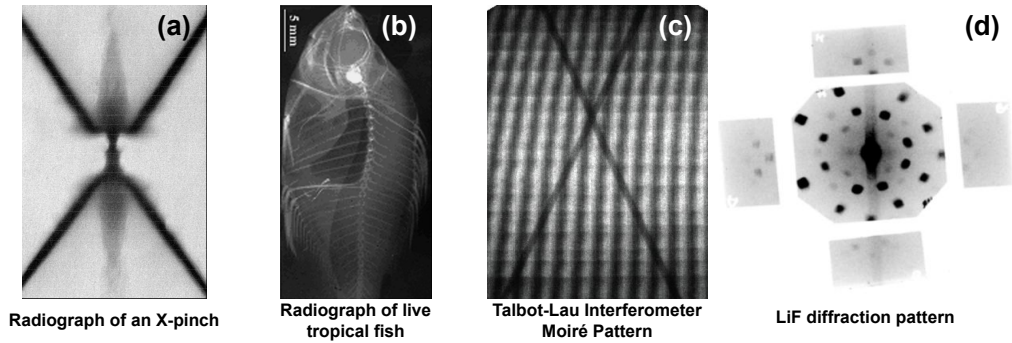 (a)
(b)
(c)
(d)
5 mm
Radiograph of an X-pinch
Radiograph of live
tropical fish
Talbot-Lau Interferometer
Moiré Pattern
LiF diffraction pattern